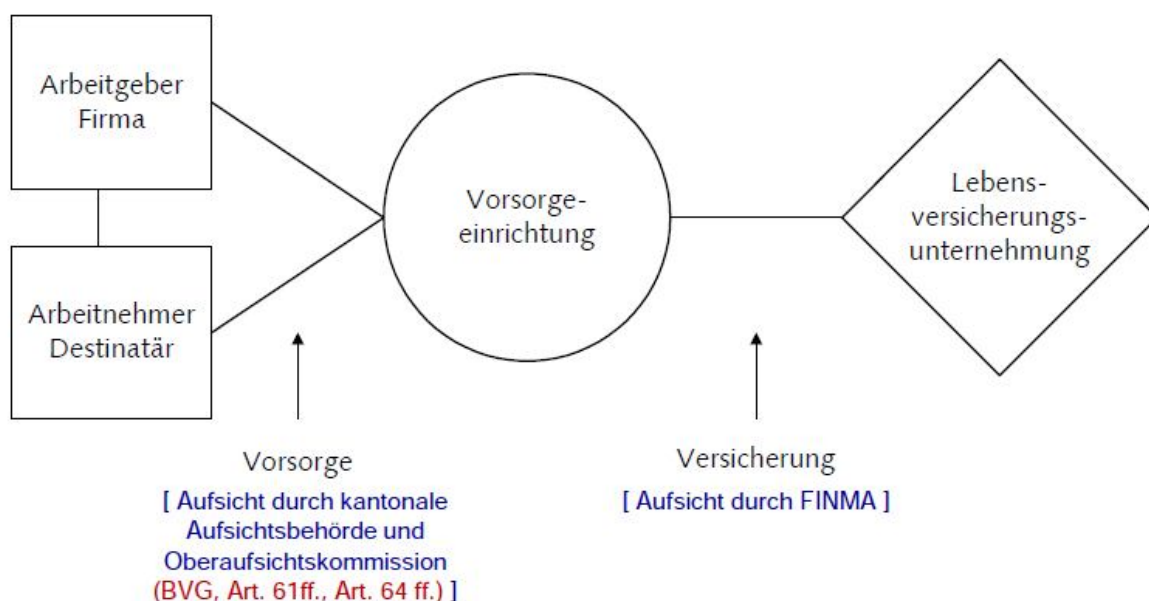 Arbeitgeber
Firma
Arbeitnehmer
Destinatär
Vorsorge-
einrichtung
Lebens-
versicherungs-
unternehmung
Vorsorge
[ Aufsicht durch kantonale
Aufsichtsbehörde und
Oberaufsichtskommission
(BVG, Art. 61ff., Art. 64 ff.) ]
Versicherung
[ Aufsicht durch FINMA ]